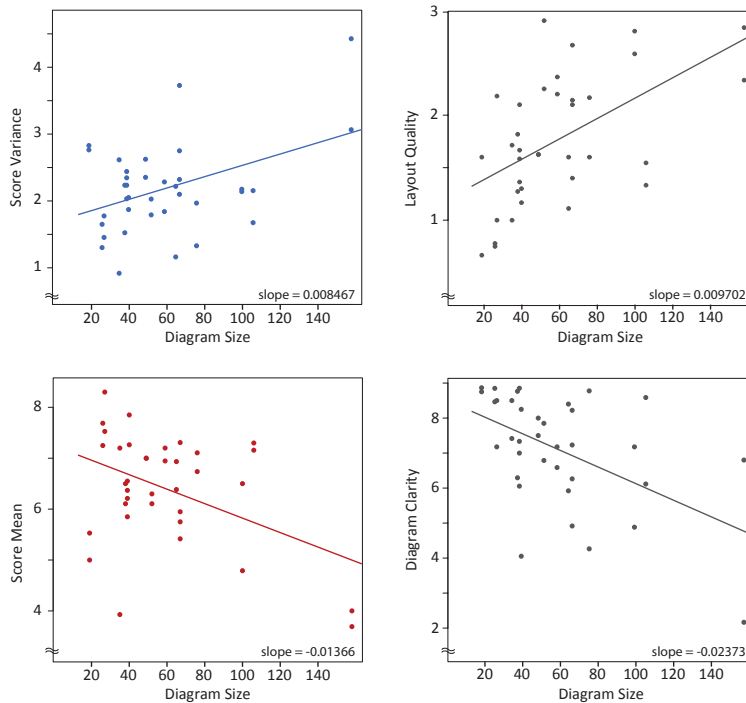 Score Variance
4
3
2
1
≈
slope = 0.008467
20 40 60 80 100 120 140
Diagram Size
Layout Quality
3
2
1
≈
slope = 0.009702
20 40 60 80 100 120 140
Diagram Size
Score Mean
8
6
4
≈
slope = -0.01366
20 40 60 80 100 120 140
Diagram Size
Diagram Clarity
8
6
4
2
≈
slope = -0.02373
20 40 60 80 100 120 140
Diagram Size